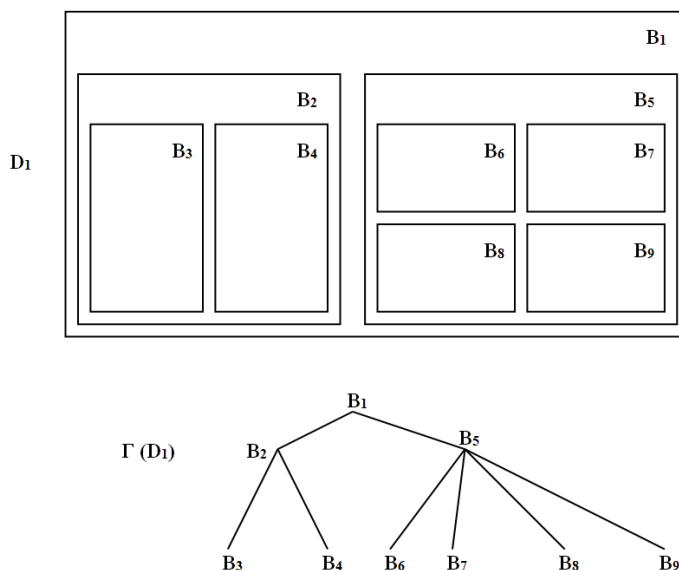 B₁
B₂ B₅
B₃ B₄ B₆ B₇
D₁
B₈ B₉
B₁
Γ (D₁) B₂ B₅
B₃ B₄ B₆ B₇ B₈ B₉